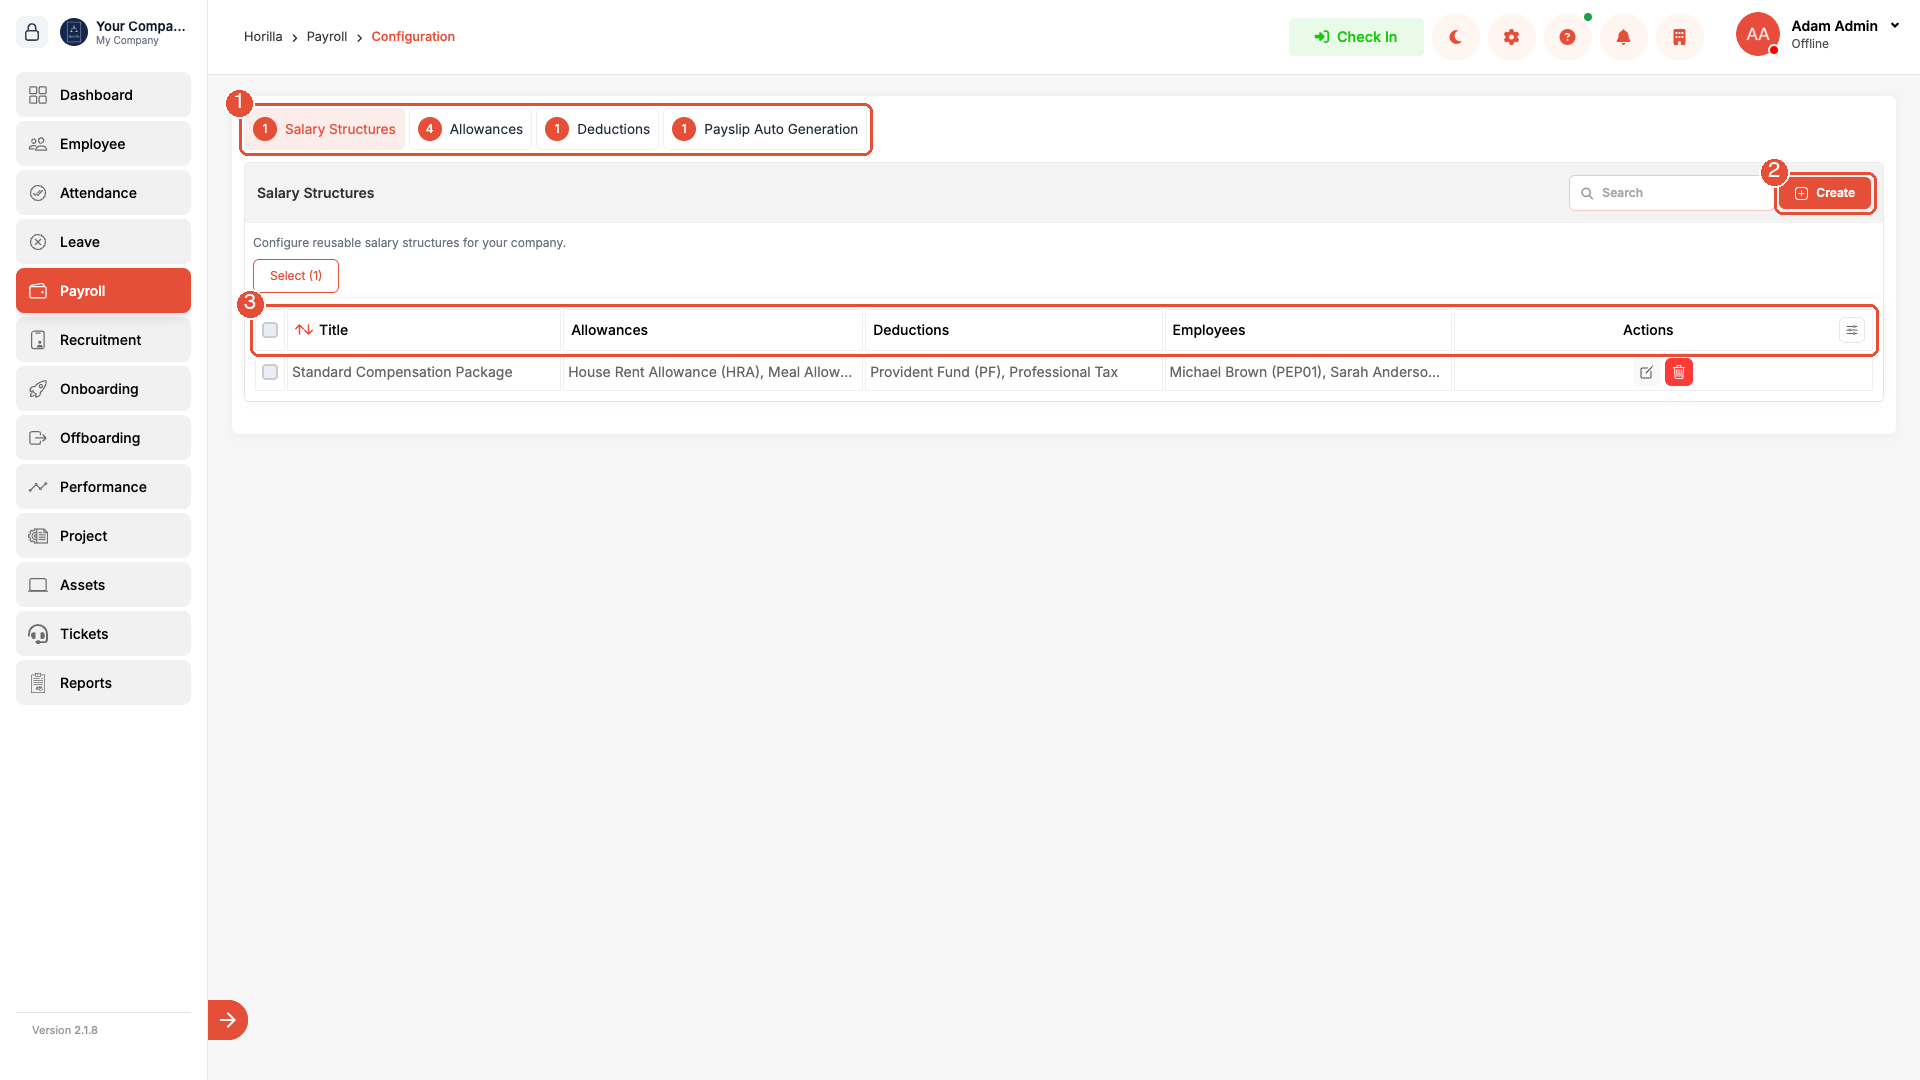 Your Compa...
My Company
Horilla > Payroll > Configuration
Check In
AA
Adam Admin
Offline
Dashboard
Employee
Attendance
Leave
Payroll
Recruitment
Onboarding
Offboarding
Performance
Project
Assets
Tickets
Reports
Version 2.1.8
1
1 Salary Structures
4 Allowances
1 Deductions
1 Payslip Auto Generation
Salary Structures
Search
2
Create
Configure reusable salary structures for your company.
Select (1)
3
Title Allowances Deductions Employees Actions
Standard Compensation Package House Rent Allowance (HRA), Meal Allow... Provident Fund (PF), Professional Tax Michael Brown (PEP01), Sarah Anderso...